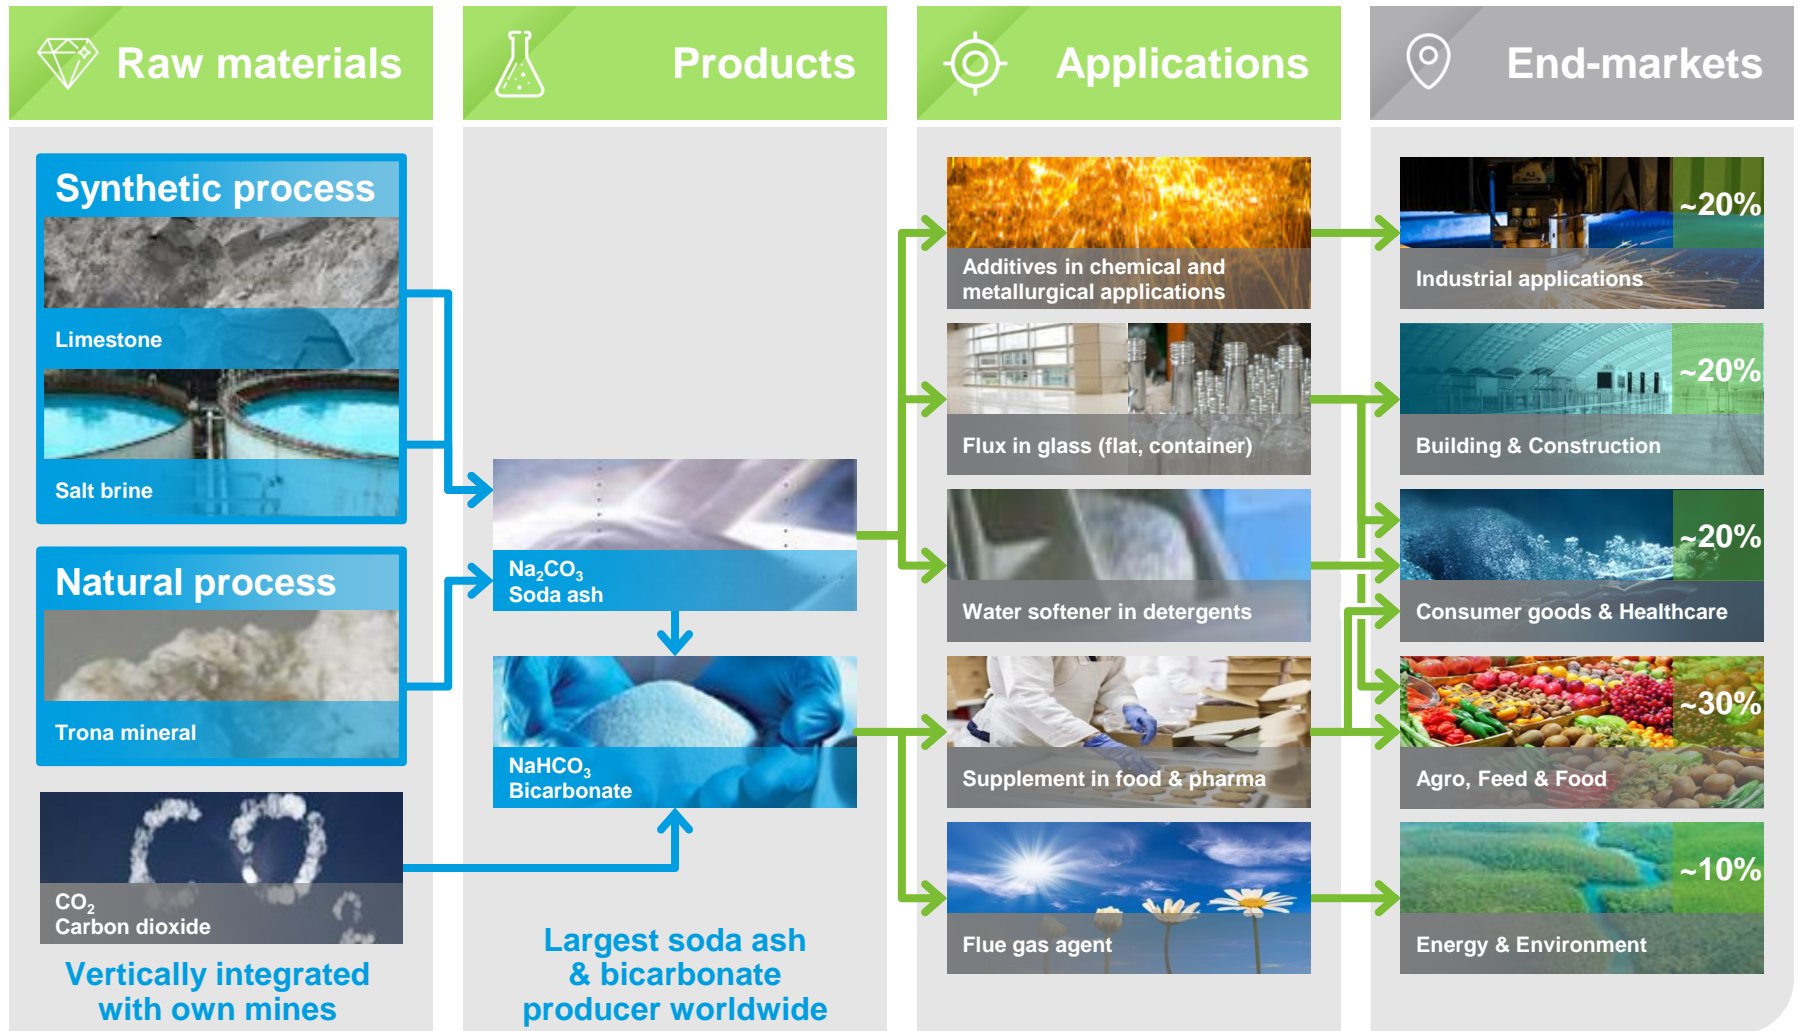 Raw materials
Products
Applications
End-markets
Synthetic process
Limestone
Salt brine
Natural process
Trona mineral
CO₂
Carbon dioxide
Vertically integrated
with own mines
Na₂CO₃
Soda ash
NaHCO₃
Bicarbonate
Largest soda ash
& bicarbonate
producer worldwide
Additives in chemical and
metallurgical applications
Flux in glass (flat, container)
Water softener in detergents
Supplement in food & pharma
Flue gas agent
~20%
Industrial applications
~20%
Building & Construction
~20%
Consumer goods & Healthcare
~30%
Agro, Feed & Food
~10%
Energy & Environment